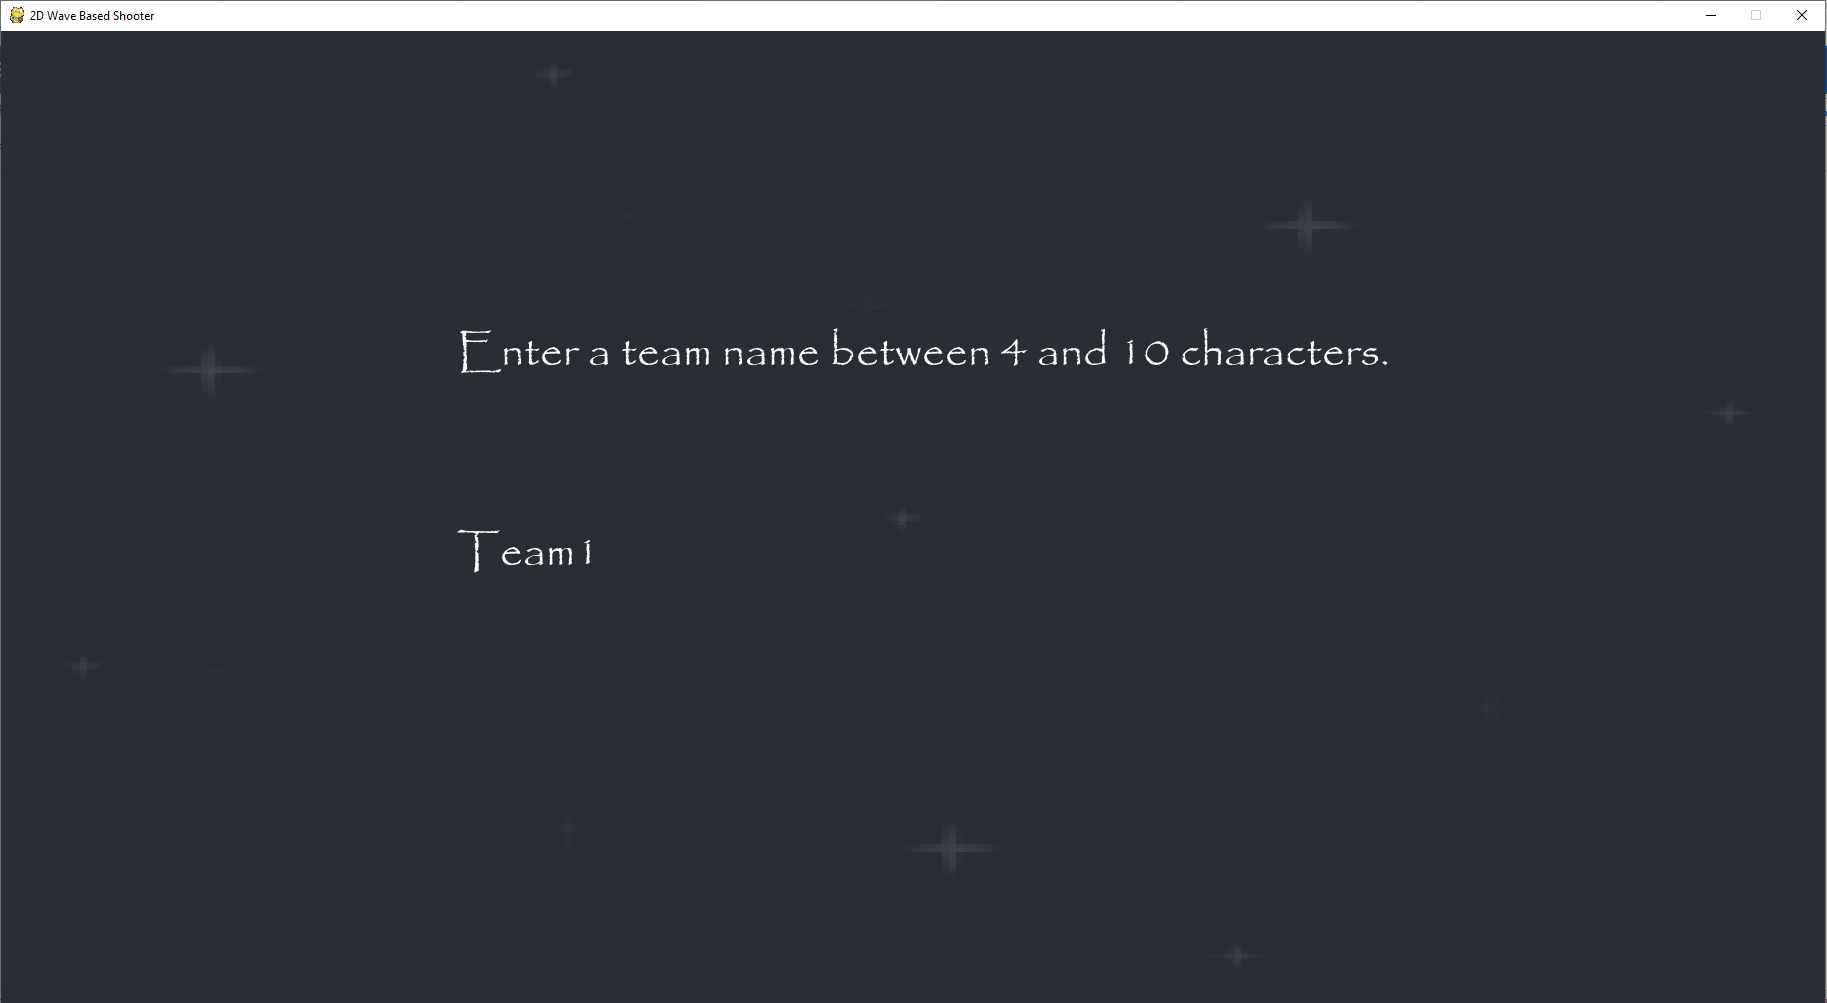 2D Wave Based Shooter
Enter a team name between 4 and 10 characters.
Team1